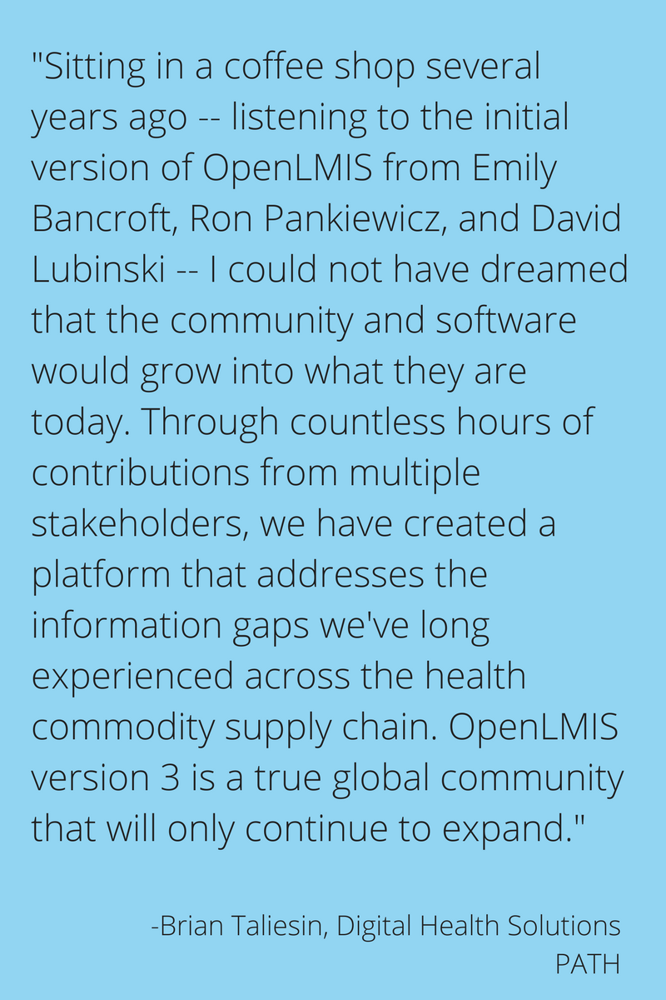 "Sitting in a coffee shop several
years ago -- listening to the initial
version of OpenLMIS from Emily
Bancroft, Ron Pankiewicz, and David
Lubinski -- I could not have dreamed
that the community and software
would grow into what they are
today. Through countless hours of
contributions from multiple
stakeholders, we have created a
platform that addresses the
information gaps we've long
experienced across the health
commodity supply chain. OpenLMIS
version 3 is a true global community
that will only continue to expand."
-Brian Taliesin, Digital Health Solutions
PATH